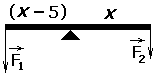 (x-5) x
F₁ F₂